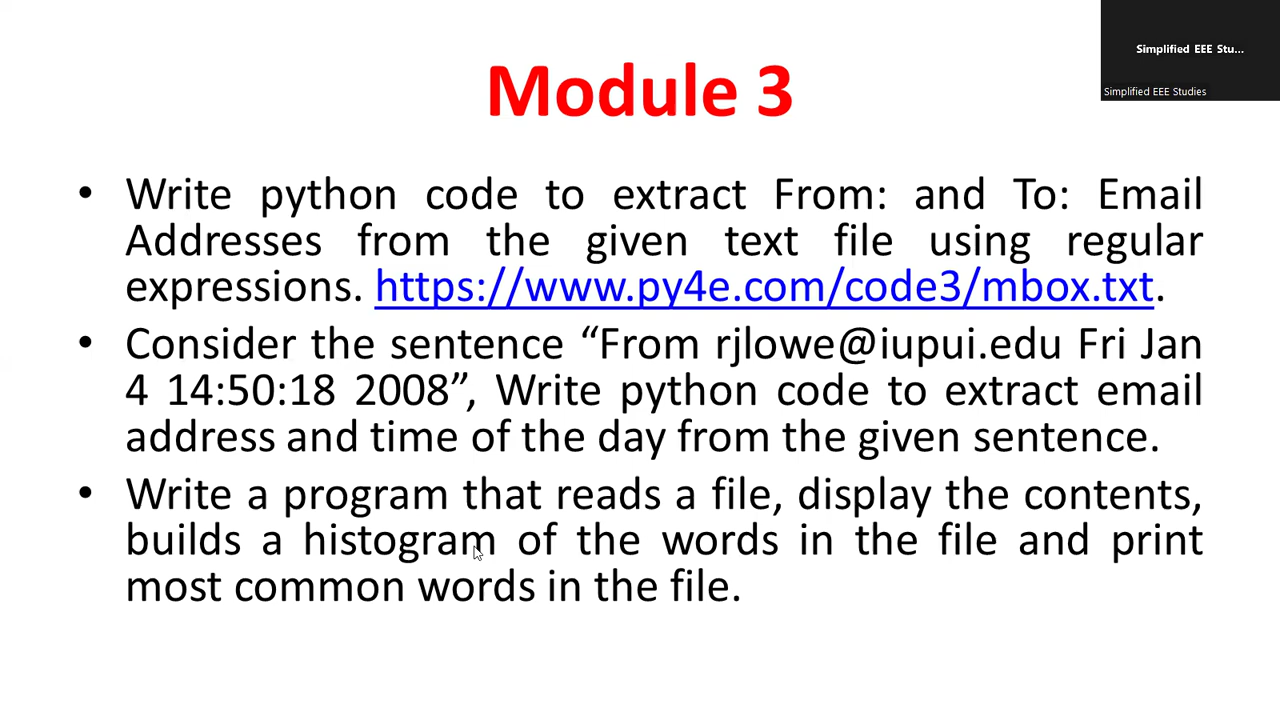 Simplified EEE Stu...
Simplified EEE Studies
Module 3
• Write python code to extract From: and To: Email
Addresses from the given text file using regular
expressions. https://www.py4e.com/code3/mbox.txt.
• Consider the sentence “From rjlowe@iupui.edu Fri Jan
4 14:50:18 2008”, Write python code to extract email
address and time of the day from the given sentence.
• Write a program that reads a file, display the contents,
builds a histogram of the words in the file and print
most common words in the file.